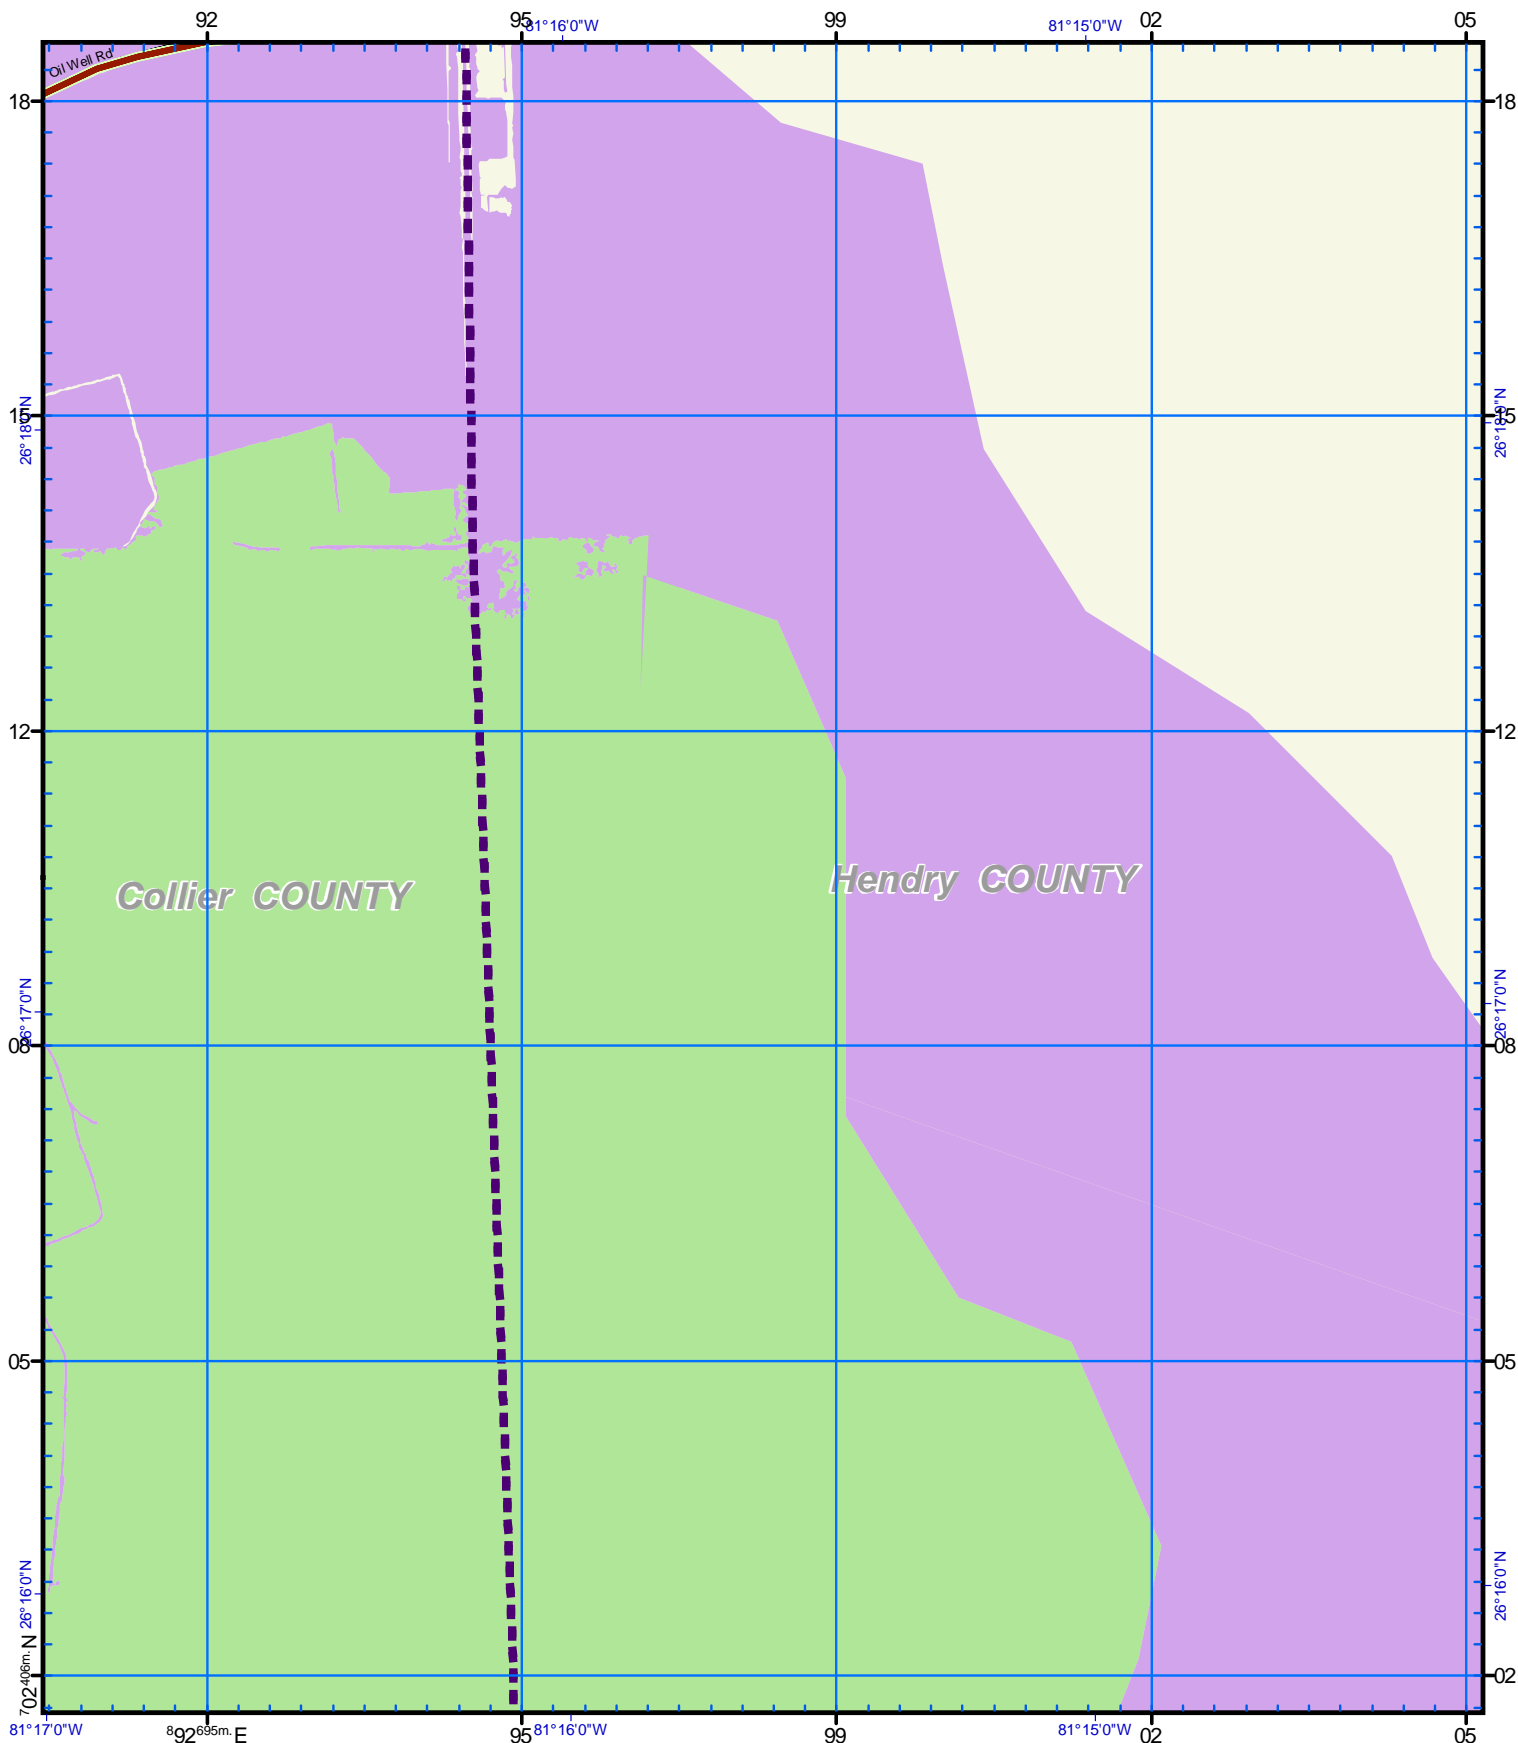 92 95 81°16'0"W 99 81°15'0"W 02 05
Oil Well Rd
18 18
15 15
26°18'0"N 26°18'0"N
12 12
Collier COUNTY Hendry COUNTY
26°17'0"N 26°17'0"N
08 08
05 05
26°16'0"N 26°16'0"N
702406m.N 02
81°17'0"W 892695m.E 95 81°16'0"W 99 81°15'0"W 02 05